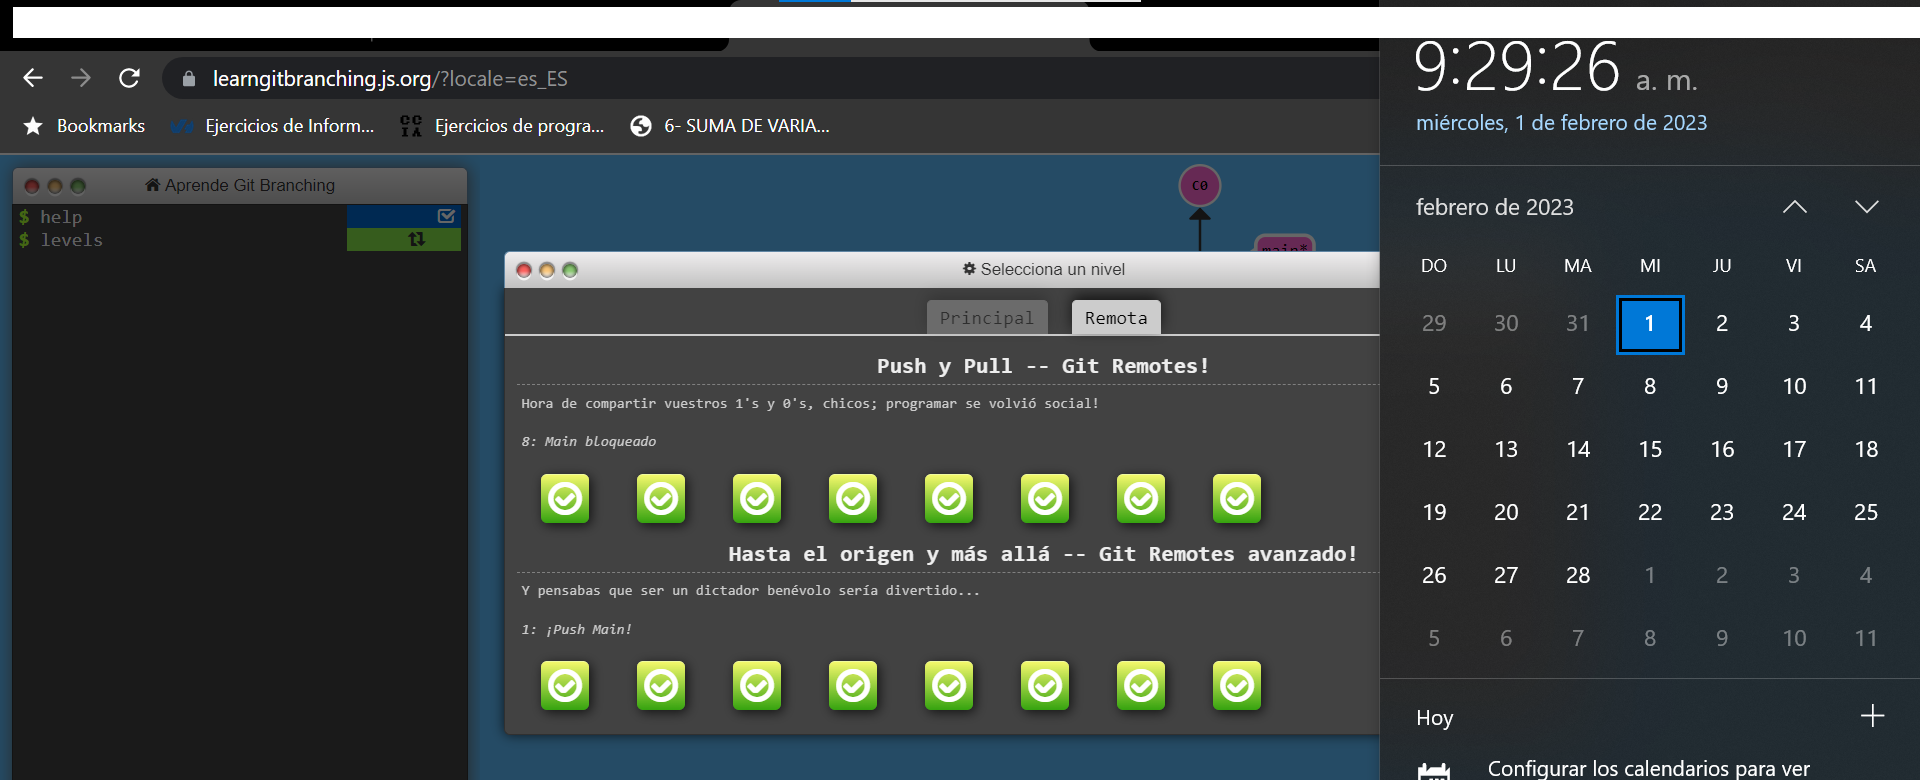 learngitbranching.js.org/?locale=es_ES
Bookmarks
Ejercicios de Inform...
Ejercicios de progra...
6- SUMA DE VARIA...
Aprende Git Branching
$ help
$ levels
C0
main*
Selecciona un nivel
Principal
Remota
Push y Pull -- Git Remotes!
Hora de compartir vuestros 1's y 0's, chicos; programar se volvió social!
8: Main bloqueado
Hasta el origen y más allá -- Git Remotes avanzado!
Y pensabas que ser un dictador benévolo sería divertido...
1: ¡Push Main!
9:29:26 a. m.
miércoles, 1 de febrero de 2023
febrero de 2023
DO LU MA MI JU VI SA
29 30 31 1 2 3 4
5 6 7 8 9 10 11
12 13 14 15 16 17 18
19 20 21 22 23 24 25
26 27 28 1 2 3 4
5 6 7 8 9 10 11
Hoy
Configurar los calendarios para ver